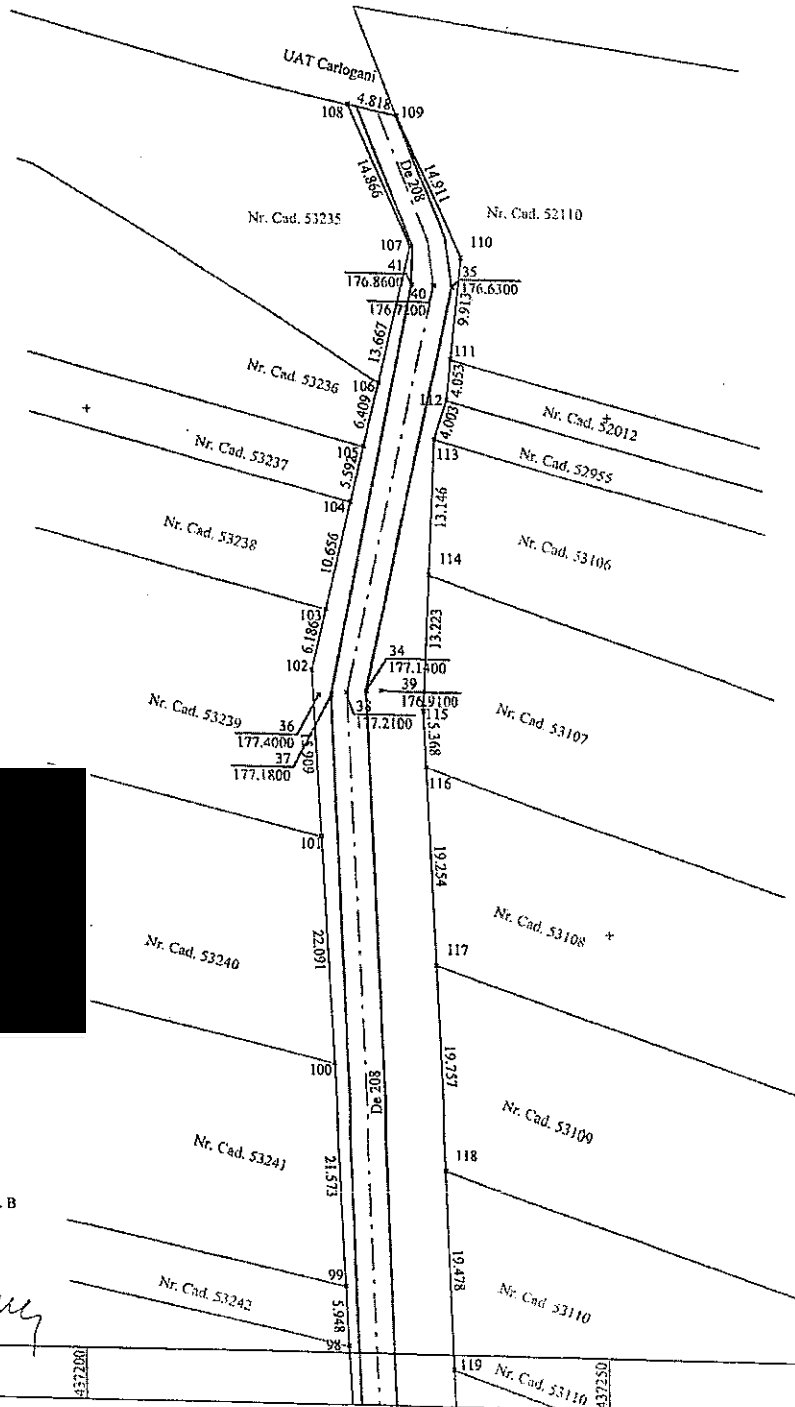 UAT Carlogani
4.818
108
109
14.866
De 208
14.911
Nr. Cad. 53235
Nr. Cad. 52110
107
110
41
176.8600
40
35
176.6300
9.913
13.667
111
Nr. Cad. 53236
106
4.053
112
Nr. Cad. 52012
6.409
4.003
105
113
Nr. Cad. 53237
5.592
Nr. Cad. 52955
104
13.146
Nr. Cad. 53238
10.656
Nr. Cad. 53106
114
103
6.186
13.223
102
34
177.1400
39
176.9100
Nr. Cad. 53239
38
177.2100
115
Nr. Cad. 53107
36
177.4000
5.368
37
177.1800
15.909
116
101
19.254
Nr. Cad. 53108
22.091
Nr. Cad. 53240
117
100
19.757
De 208
Nr. Cad. 53109
Nr. Cad. 53241
21.573
118
. B
99
19.478
Nr. Cad. 53242
5.948
Nr. Cad. 53110
98
119
Nr. Cad. 53110
437200
437250